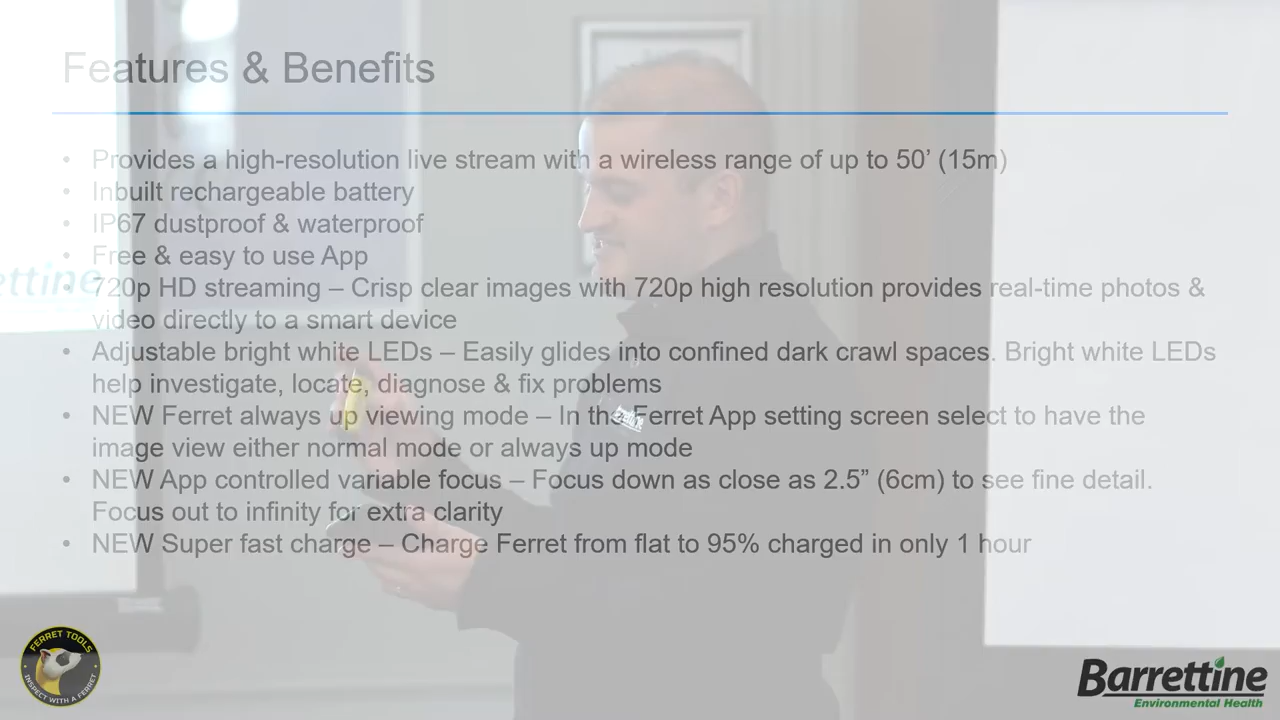 Features & Benefits
• Provides a high-resolution live stream with a wireless range of up to 50’ (15m)
• Inbuilt rechargeable battery
• IP67 dustproof & waterproof
• Free & easy to use App
• 720p HD streaming – Crisp clear images with 720p high resolution provides real-time photos &
video directly to a smart device
• Adjustable bright white LEDs – Easily glides into confined dark crawl spaces. Bright white LEDs
help investigate, locate, diagnose & fix problems
• NEW Ferret always up viewing mode – In the Ferret App setting screen select to have the
image view either normal mode or always up mode
• NEW App controlled variable focus – Focus down as close as 2.5” (6cm) to see fine detail.
Focus out to infinity for extra clarity
• NEW Super fast charge – Charge Ferret from flat to 95% charged in only 1 hour
ettine
FERRET TOOLS
INSPECT WITH A FERRET
Barrettine
Environmental Health